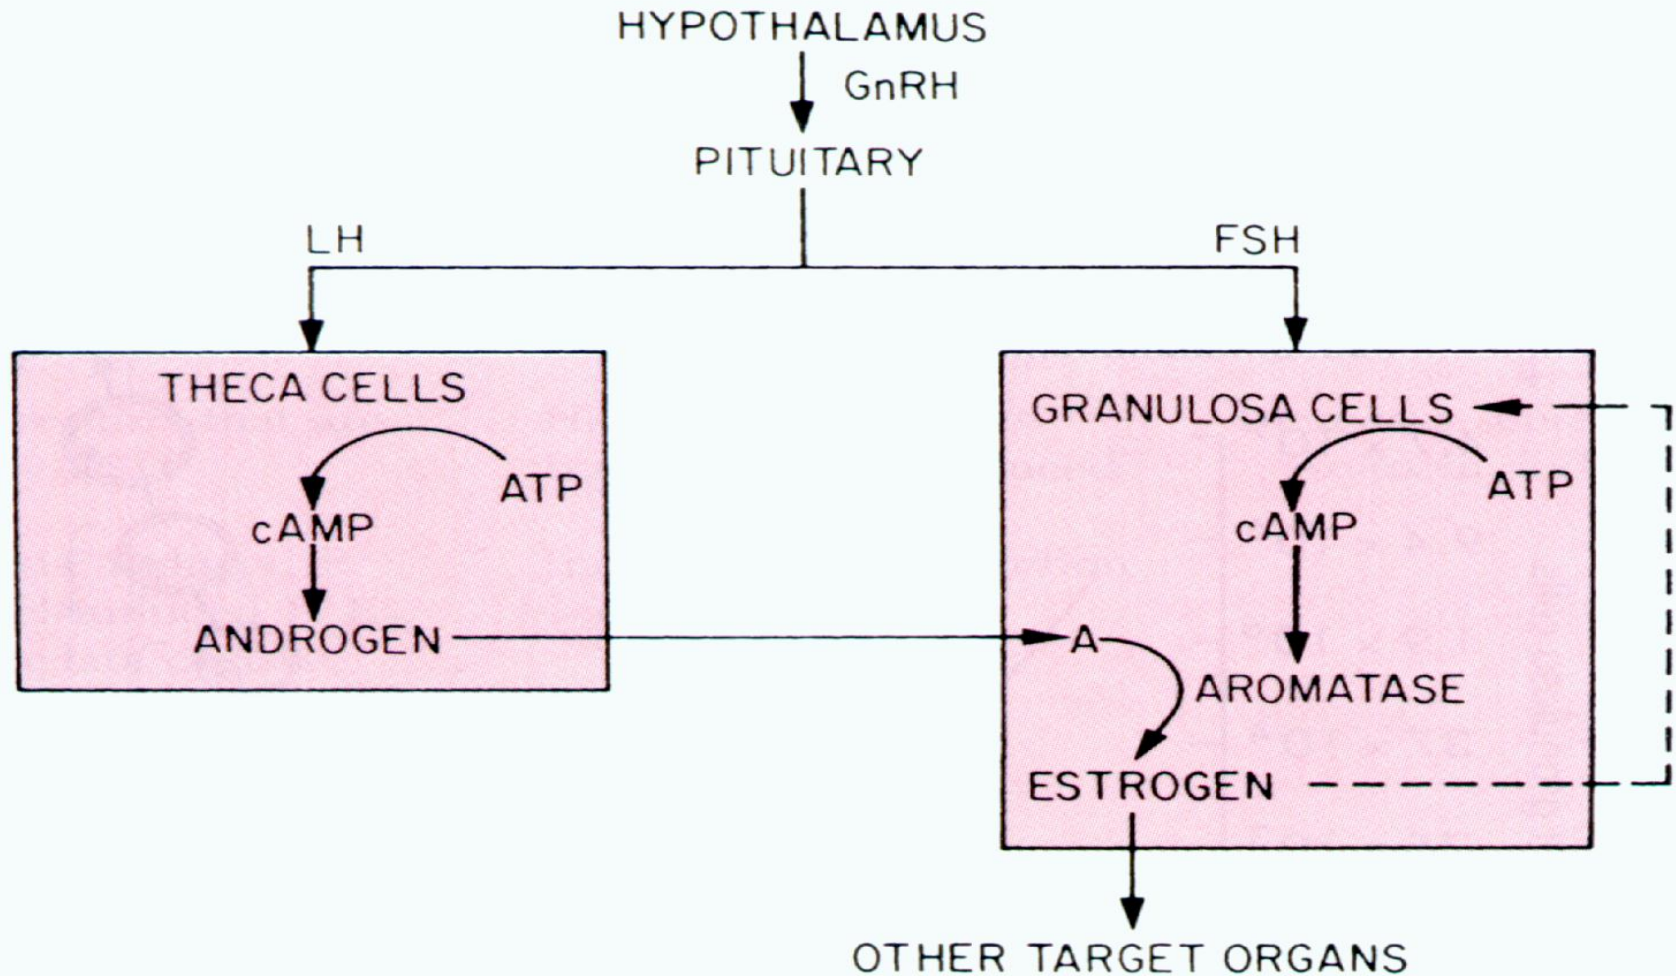 HYPOTHALAMUS
GnRH
PITUITARY
LH
FSH
THECA CELLS
ATP
cAMP
ANDROGEN
GRANULOSA CELLS
ATP
cAMP
A
AROMATASE
ESTROGEN
OTHER TARGET ORGANS